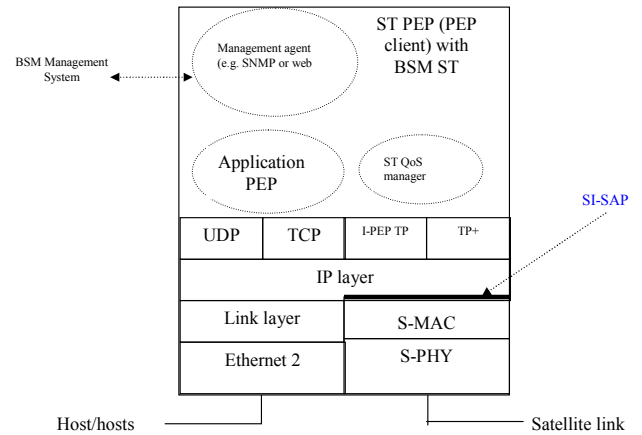 ST PEP (PEP
client) with
BSM ST
Management agent
(e.g. SNMP or web
BSM Management
System
Application
PEP
ST QoS
manager
SI-SAP
UDP
TCP
I-PEP TP
TP+
IP layer
Link layer
S-MAC
Ethernet 2
S-PHY
Host/hosts
Satellite link